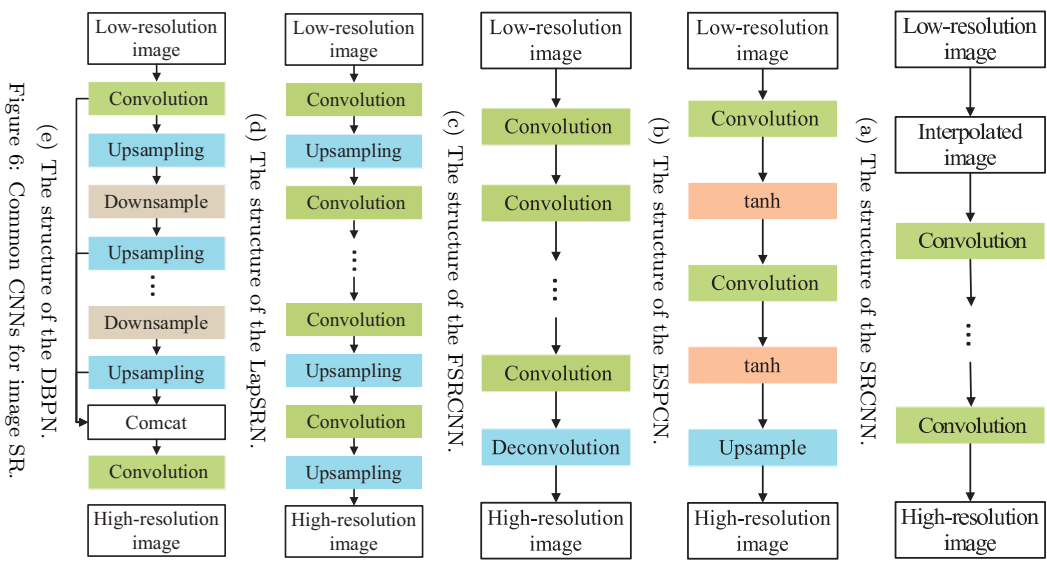 Low-resolution
image
Interpolated
image
Convolution
...
Convolution
High-resolution
image
(a) The structure of the SRCNN.
Low-resolution
image
Convolution
tanh
Convolution
tanh
Upsample
High-resolution
image
(b) The structure of the ESPCN.
Low-resolution
image
Convolution
Convolution
...
Convolution
Deconvolution
High-resolution
image
(c) The structure of the FSRCNN.
Low-resolution
image
Convolution
Upsampling
Convolution
...
Convolution
Upsampling
Convolution
Upsampling
High-resolution
image
(d) The structure of the LapSRN.
Low-resolution
image
Convolution
Upsampling
Downsample
Upsampling
...
Downsample
Upsampling
Comcat
Convolution
High-resolution
image
(e) The structure of the DBPN.
Figure 6: Common CNNs for image SR.